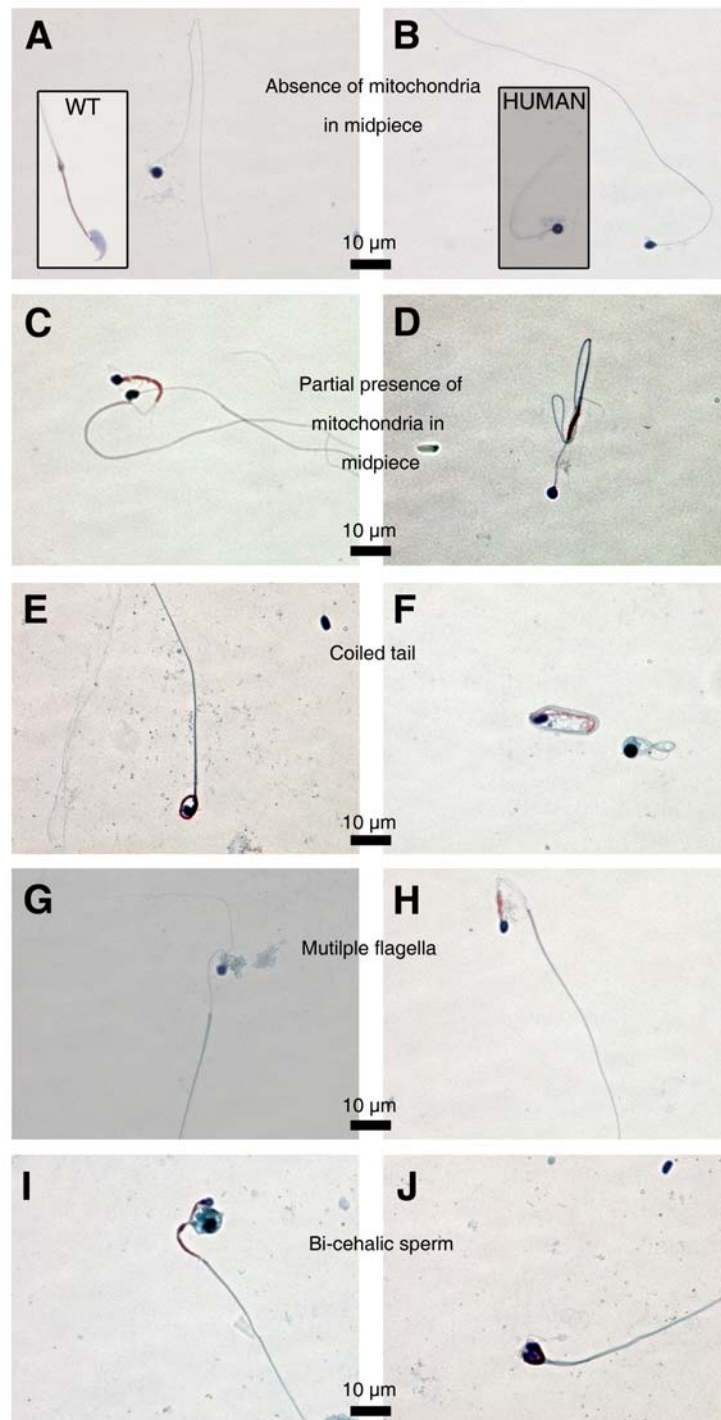 A
B
WT
HUMAN
Absence of mitochondria
in midpiece
10 µm
C
D
Partial presence of
mitochondria in
midpiece
10 µm
E
F
Coiled tail
10 µm
G
H
Mutilple flagella
10 µm
I
J
Bi-cehalic sperm
10 µm